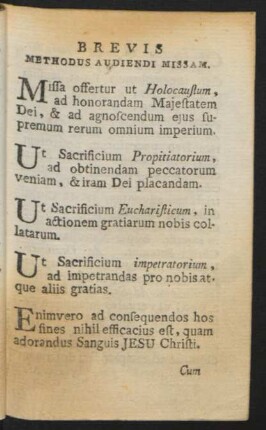 BREVIS
METHODUS AUDIENDI MISSAM.
Missa offertur ut Holocauſtum,
ad honorandam Majeſtatem
Dei, & ad agnoſcendum ejus ſu-
premum rerum omnium imperium.
Ut Sacrificium Propitiatorium,
ad obtinendam peccatorum
veniam, & iram Dei placandam.
Ut Sacrificium Euchariſticum, in
actionem gratiarum nobis col-
latarum.
Ut Sacrificium impetratorium,
ad impetrandas pro nobis at-
que aliis gratias.
Enimvero ad conſequendos hos
fines nihil efficacius eſt, quam
adorandus Sanguis JESU Chriſti.
Cum